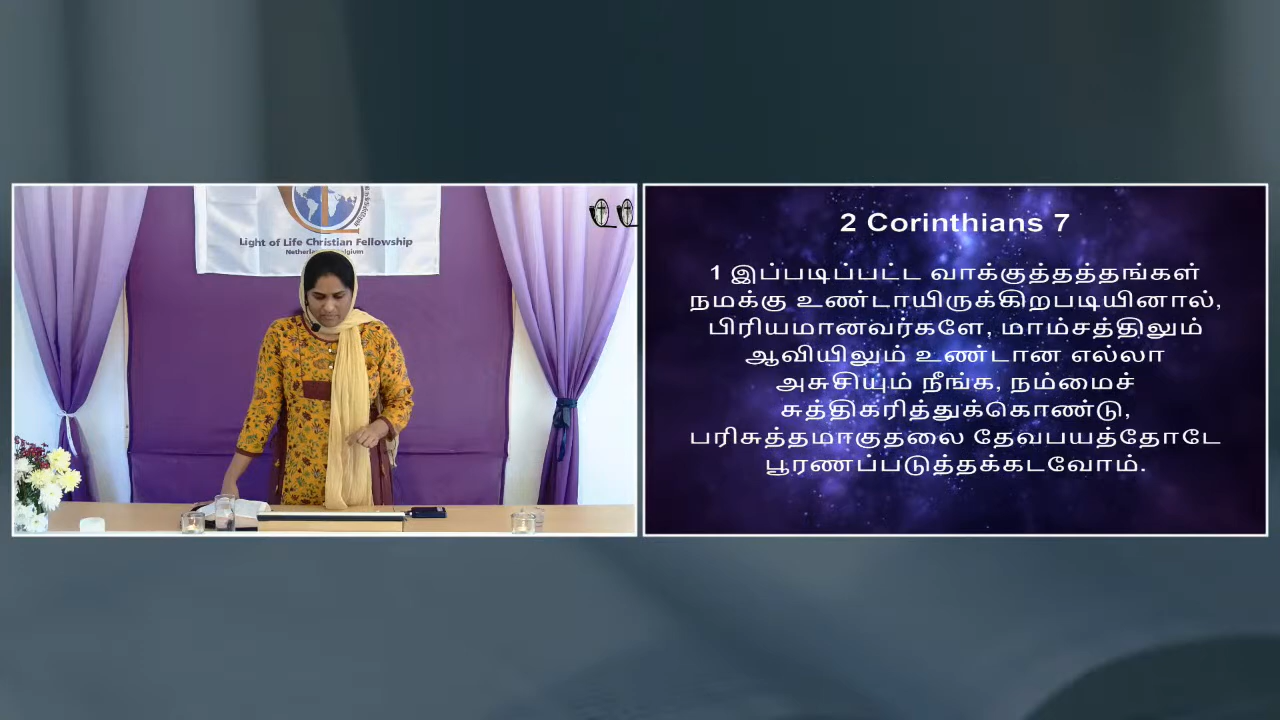 Light of Life Christian Fellowship
2 Corinthians 7
1 இப்படிப்பட்ட வாக்குத்தத்தங்கள்
நமக்கு உண்டாயிருக்கிறபடியினால்,
பிரியமானவர்களே, மாம்சத்திலும்
ஆவியிலும் உண்டான எல்லா
அசுசியும் நீங்க, நம்மைச்
சுத்திகரித்துக்கொண்டு,
பரிசுத்தமாகுதலை தேவபயத்தோடே
பூரணப்படுத்தக்கடவோம்.